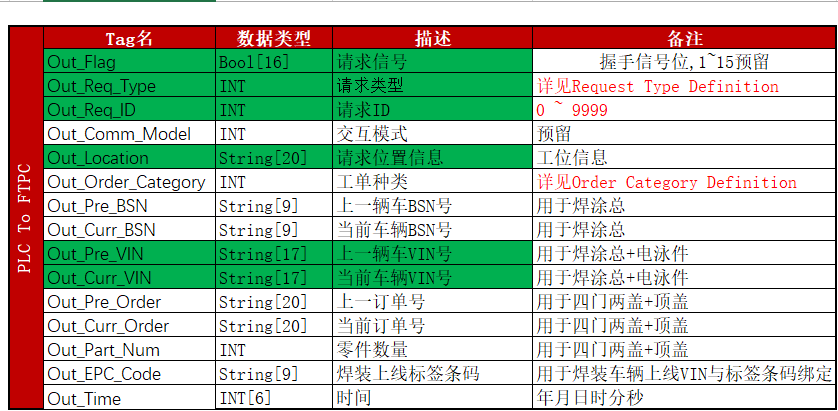 Tag名 数据类型 描述 备注
PLC To FTPC
Out_Flag Bool[16] 请求信号 握手信号位,1~15预留
Out_Req_Type INT 请求类型 详见Request Type Definition
Out_Req_ID INT 请求ID 0 ~ 9999
Out_Comm_Model INT 交互模式 预留
Out_Location String[20] 请求位置信息 工位信息
Out_Order_Category INT 工单种类 详见Order Category Definition
Out_Pre_BSN String[9] 上一辆车BSN号 用于焊涂总
Out_Curr_BSN String[9] 当前车辆BSN号 用于焊涂总
Out_Pre_VIN String[17] 上一辆车VIN号 用于焊涂总+电泳件
Out_Curr_VIN String[17] 当前车辆VIN号 用于焊涂总+电泳件
Out_Pre_Order String[20] 上一订单号 用于四门两盖+顶盖
Out_Curr_Order String[20] 当前订单号 用于四门两盖+顶盖
Out_Part_Num INT 零件数量 用于四门两盖+顶盖
Out_EPC_Code String[9] 焊装上线标签条码 用于焊装车辆上线VIN与标签条码绑定
Out_Time INT[6] 时间 年月日时分秒